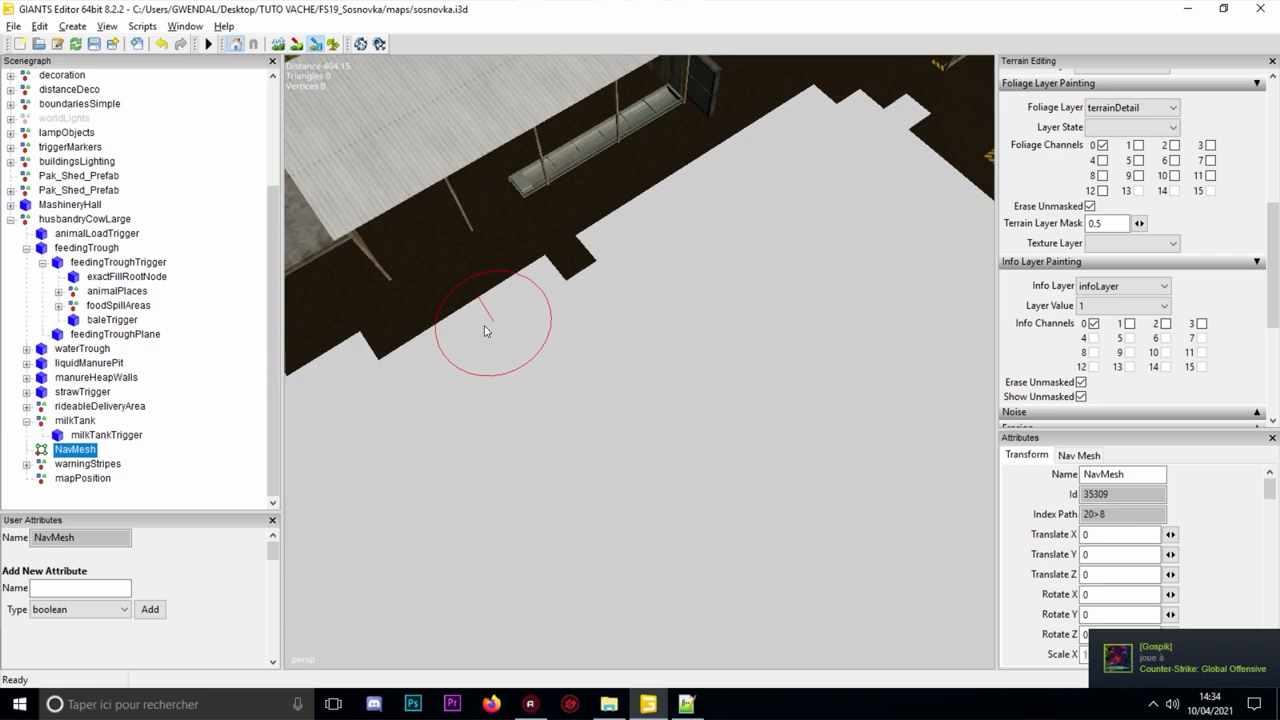 GIANTS Editor 64bit 8.2.2 - C:/Users/GWENDAL/Desktop/TUTO VACHE/FS19_Sosnovka/maps/sosnovka.i3d
File Edit Create View Scripts Window Help
Scenegraph
decoration
distanceDeco
boundariesSimple
worldLights
lampObjects
triggerMarkers
buildingsLighting
Pak_Shed_Prefab
Pak_Shed_Prefab
MashineryHall
husbandryCowLarge
animalLoadTrigger
feedingTrough
feedingTroughTrigger
exactFillRootNode
animalPlaces
foodSpillAreas
baleTrigger
feedingTroughPlane
waterTrough
liquidManurePit
manureHeapWalls
strawTrigger
rideableDeliveryArea
milkTank
milkTankTrigger
NavMesh
warningStripes
mapPosition
User Attributes
Name NavMesh
Add New Attribute
Name
Type boolean Add
Ready
Distance 404.15
Triangles 0
Vertices 0
persp
Terrain Editing
Foliage Layer Painting
Foliage Layer terrainDetail
Layer State
Foliage Channels 0 1 2 3
4 5 6 7
8 9 10 11
12 13 14 15
Erase Unmasked
Terrain Layer Mask 0.5
Texture Layer
Info Layer Painting
Info Layer infoLayer
Layer Value 1
Info Channels 0 1 2 3
4 5 6 7
8 9 10 11
12 13 14 15
Erase Unmasked
Show Unmasked
Noise
Attributes
Transform Nav Mesh
Name NavMesh
Id 35309
Index Path 20>8
Translate X 0
Translate Y 0
Translate Z 0
Rotate X 0
Rotate Y 0
Rotate Z 0
Scale X 1
[Gospik]
joue à
Counter-Strike: Global Offensive
Taper ici pour rechercher
14:34
10/04/2021